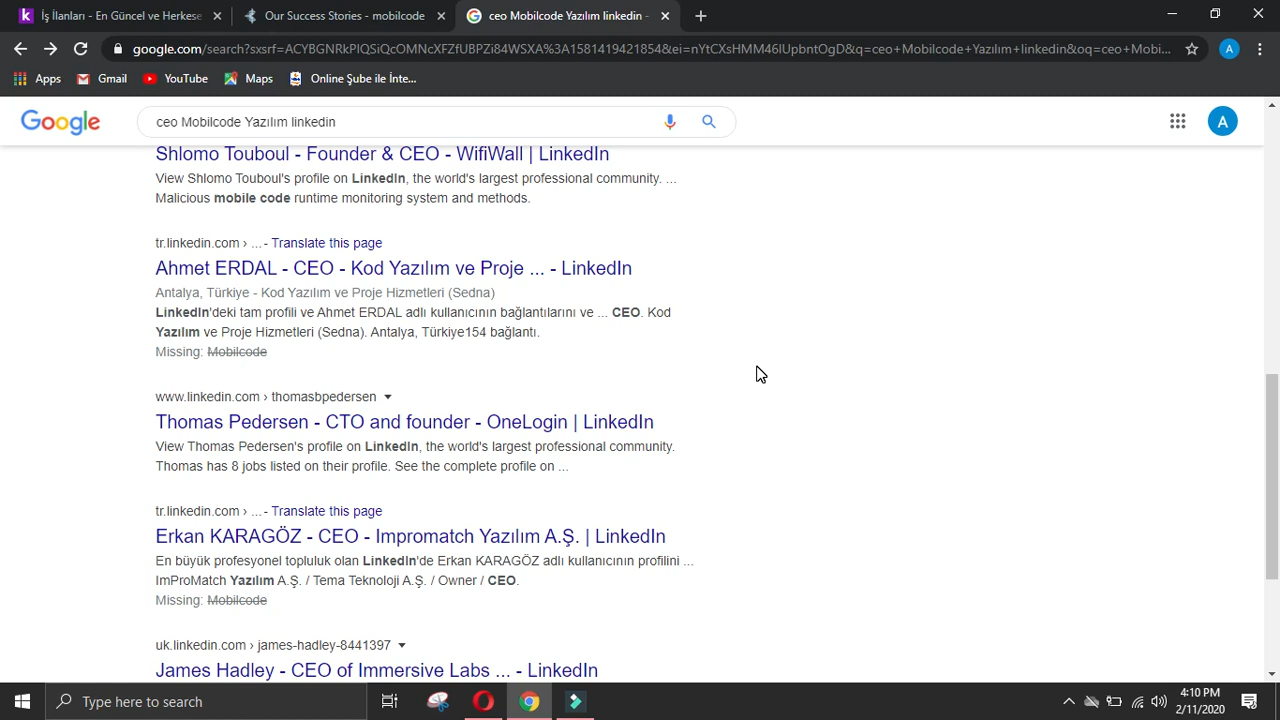 İş İlanları - En Güncel ve Herkese
Our Success Stories - mobilcode
ceo Mobilcode Yazılım linkedin -
google.com/search?sxsrf=ACYBGNRkPlQSiQcOMNcXFZfUBPZi84WSXA%3A1581419421854&ei=nYtCXsHMM46lUpbntOgD&q=ceo+Mobilcode+Yazılım+linkedin&oq=ceo+Mobi...
A
Apps
Gmail
YouTube
Maps
Online Şube ile İnte...
Google
ceo Mobilcode Yazılım linkedin
A
Shlomo Touboul - Founder & CEO - WifiWall | LinkedIn
View Shlomo Touboul's profile on LinkedIn, the world's largest professional community. ...
Malicious mobile code runtime monitoring system and methods.
tr.linkedin.com › ... - Translate this page
Ahmet ERDAL - CEO - Kod Yazılım ve Proje ... - LinkedIn
Antalya, Türkiye - Kod Yazılım ve Proje Hizmetleri (Sedna)
LinkedIn'deki tam profili ve Ahmet ERDAL adlı kullanıcının bağlantılarını ve ... CEO. Kod
Yazılım ve Proje Hizmetleri (Sedna). Antalya, Türkiye154 bağlantı.
Missing: Mobilcode
www.linkedin.com › thomasbpedersen
Thomas Pedersen - CTO and founder - OneLogin | LinkedIn
View Thomas Pedersen's profile on LinkedIn, the world's largest professional community.
Thomas has 8 jobs listed on their profile. See the complete profile on ...
tr.linkedin.com › ... - Translate this page
Erkan KARAGÖZ - CEO - Impromatch Yazılım A.Ş. | LinkedIn
En büyük profesyonel topluluk olan LinkedIn'de Erkan KARAGÖZ adlı kullanıcının profilini ...
ImProMatch Yazılım A.Ş. / Tema Teknoloji A.Ş. / Owner / CEO.
Missing: Mobilcode
uk.linkedin.com › james-hadley-8441397
James Hadley - CEO of Immersive Labs ... - LinkedIn
Type here to search
4:10 PM
2/11/2020